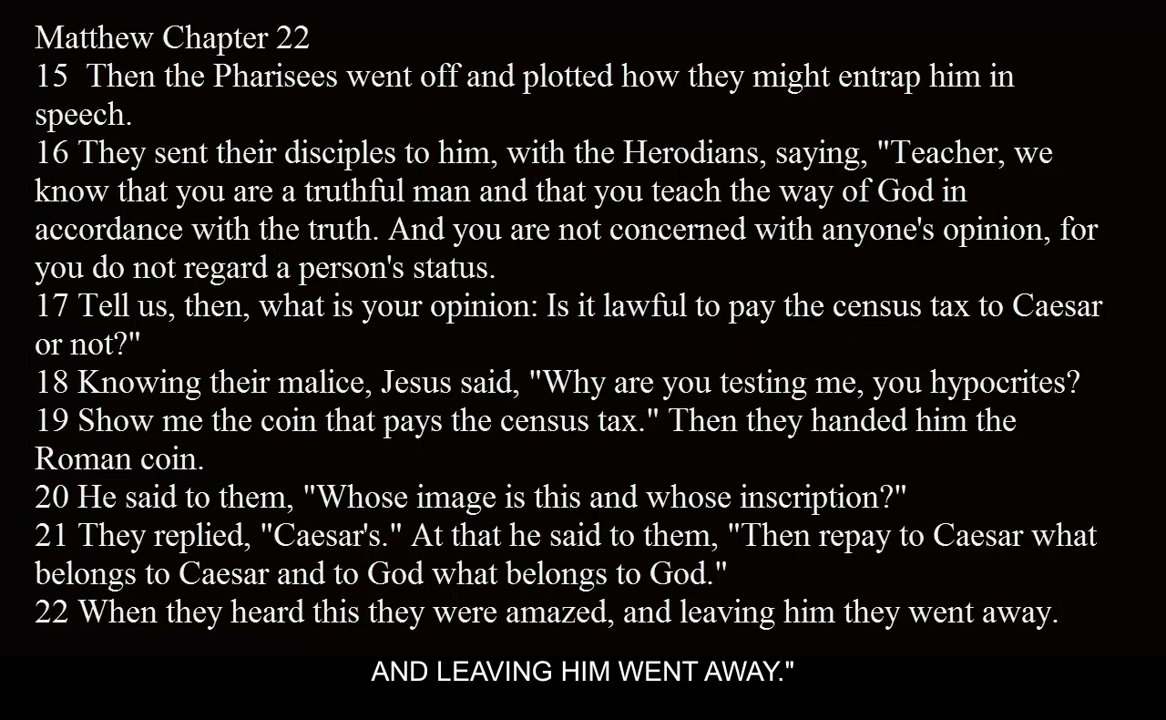 Matthew Chapter 22
15  Then the Pharisees went off and plotted how they might entrap him in
speech.
16 They sent their disciples to him, with the Herodians, saying, "Teacher, we
know that you are a truthful man and that you teach the way of God in
accordance with the truth. And you are not concerned with anyone's opinion, for
you do not regard a person's status.
17 Tell us, then, what is your opinion: Is it lawful to pay the census tax to Caesar
or not?"
18 Knowing their malice, Jesus said, "Why are you testing me, you hypocrites?
19 Show me the coin that pays the census tax." Then they handed him the
Roman coin.
20 He said to them, "Whose image is this and whose inscription?"
21 They replied, "Caesar's." At that he said to them, "Then repay to Caesar what
belongs to Caesar and to God what belongs to God."
22 When they heard this they were amazed, and leaving him they went away.
AND LEAVING HIM WENT AWAY."